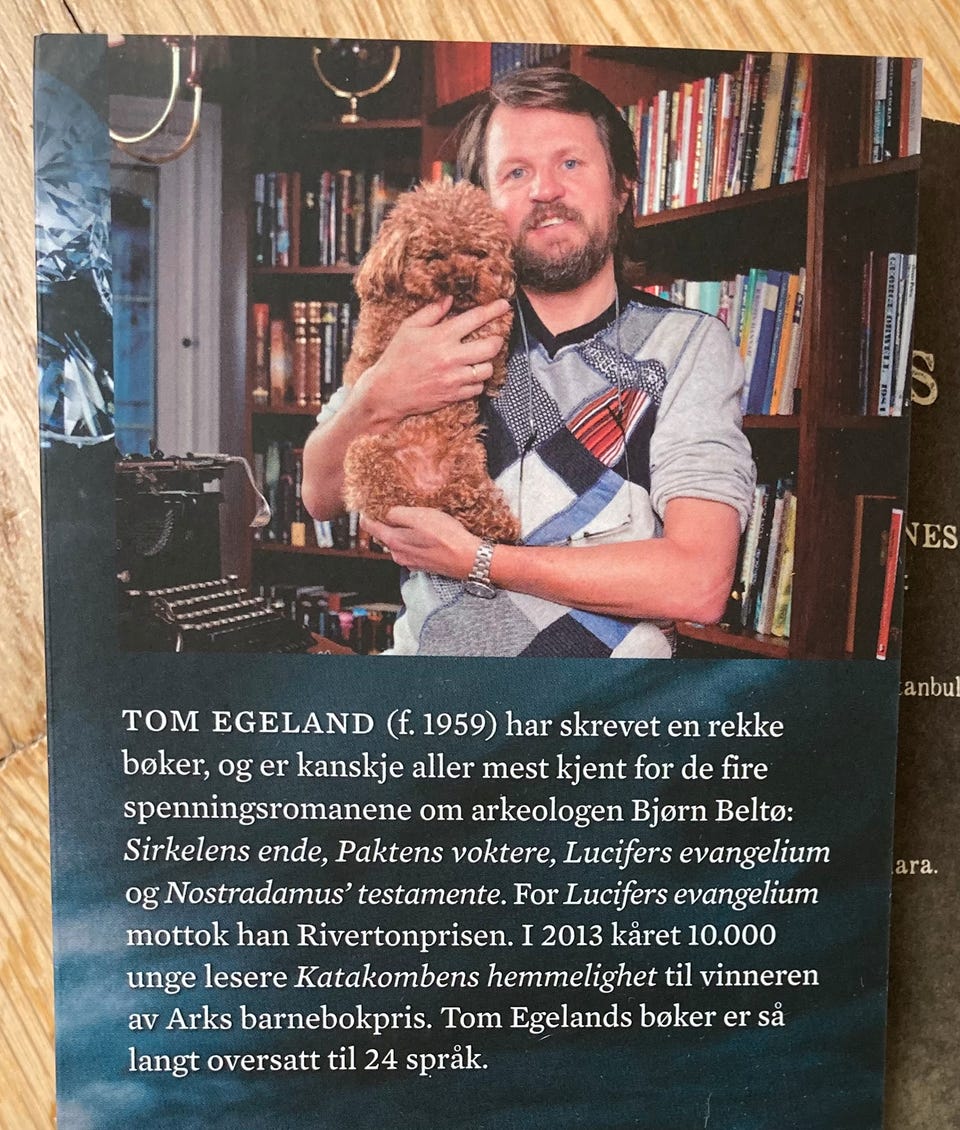 TOM EGELAND (f. 1959) har skrevet en rekke
bøker, og er kanskje aller mest kjent for de fire
spenningsromanene om arkeologen Bjørn Beltø:
Sirkelens ende, Paktens voktere, Lucifers evangelium
og Nostradamus’ testamente. For Lucifers evangelium
mottok han Rivertonprisen. I 2013 kåret 10.000
unge lesere Katakombens hemmelighet til vinneren
av Arks barnebokpris. Tom Egelands bøker er så
langt oversatt til 24 språk.
S
NES
tanbul
ara.